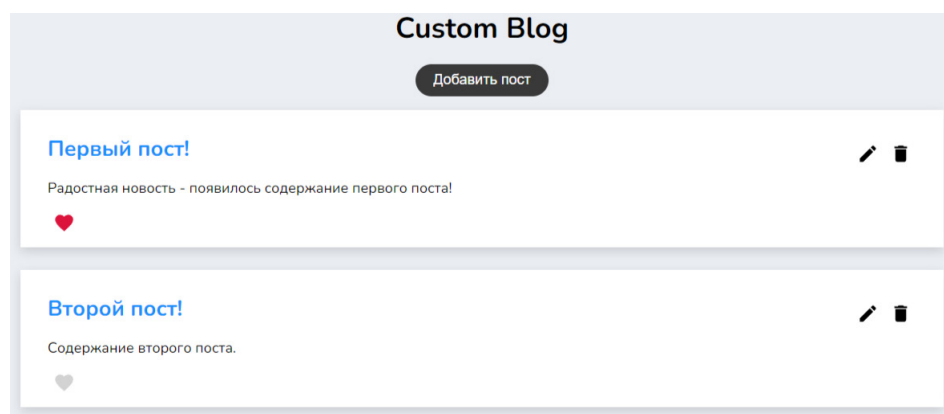 Custom Blog
Добавить пост
Первый пост!
Радостная новость - появилось содержание первого поста!
Второй пост!
Содержание второго поста.